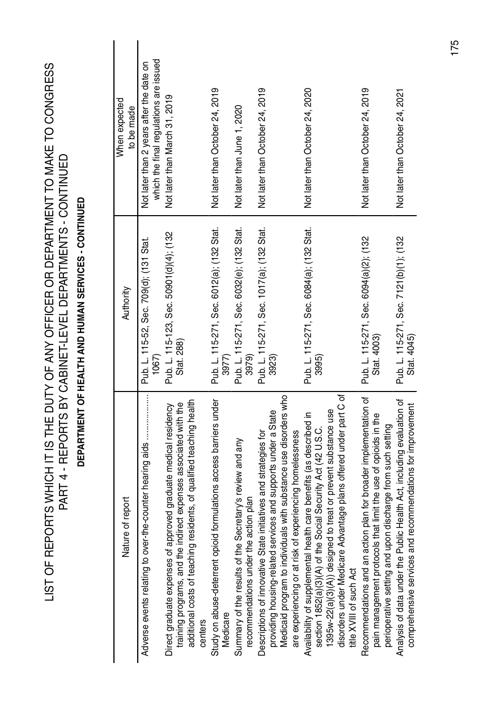 LIST OF REPORTS WHICH IT IS THE DUTY OF ANY OFFICER OR DEPARTMENT TO MAKE TO CONGRESS
PART 4 - REPORTS BY CABINET-LEVEL DEPARTMENTS - CONTINUED
DEPARTMENT OF HEALTH AND HUMAN SERVICES - CONTINUED
Nature of report
Authority
When expected
to be made
Adverse events relating to over-the-counter hearing aids ....................
Pub. L. 115-52, Sec. 709(d); (131 Stat.
1067)
Not later than 2 years after the date on
which the final regulations are issued
Direct graduate expenses of approved graduate medical residency
training programs, and the indirect expenses associated with the
additional costs of teaching residents, of qualified teaching health
centers
Pub. L. 115-123, Sec. 50901(d)(4); (132
Stat. 288)
Not later than March 31, 2019
Study on abuse-deterrent opioid formulations access barriers under
Medicare
Pub. L. 115-271, Sec. 6012(a); (132 Stat.
3977)
Not later than October 24, 2019
Summary of the results of the Secretary's review and any
recommendations under the action plan
Pub. L. 115-271, Sec. 6032(e); (132 Stat.
3979)
Not later than June 1, 2020
Descriptions of innovative State initiatives and strategies for
providing housing-related services and supports under a State
Medicaid program to individuals with substance use disorders who
are experiencing or at risk of experiencing homelessness
Pub. L. 115-271, Sec. 1017(a); (132 Stat.
3923)
Not later than October 24, 2019
Availability of supplemental health care benefits (as described in
section 1852(a)(3)(A) of the Social Security Act (42 U.S.C.
1395w-22(a)(3)(A)) designed to treat or prevent substance use
disorders under Medicare Advantage plans offered under part C of
title XVIII of such Act
Pub. L. 115-271, Sec. 6084(a); (132 Stat.
3995)
Not later than October 24, 2020
Recommendations and an action plan for broader implementation of
pain management protocols that limit the use of opioids in the
perioperative setting and upon discharge from such setting
Pub. L. 115-271, Sec. 6094(a)(2); (132
Stat. 4003)
Not later than October 24, 2019
Analysis of data under the Public Health Act, including evaluation of
comprehensive services and recommendations for improvement
Pub. L. 115-271, Sec. 7121(b)(1); (132
Stat. 4045)
Not later than October 24, 2021
175